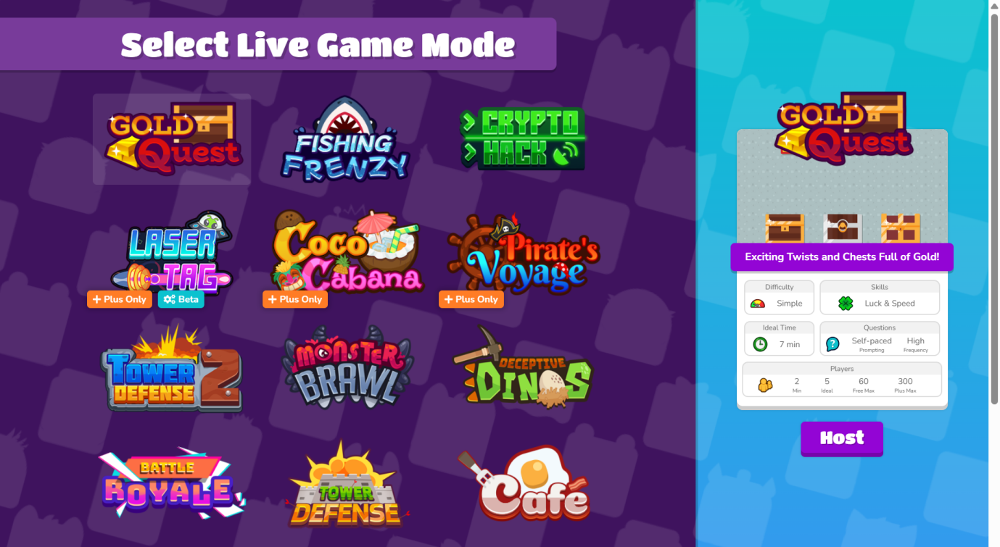 Select Live Game Mode
GOLD
Quest
FISHING
FRENZY
CRYPTO
HACK
LASER
TAG
Plus Only
Beta
Coco
Cabana
Plus Only
Pirate's
Voyage
Plus Only
TOWER
DEFENSE 2
MONSTER
BRAWL
DECEPTIVE
DINOS
BATTLE
ROYALE
TOWER
DEFENSE
Cafe
GOLD
Quest
Exciting Twists and Chests Full of Gold!
Difficulty
Simple
Skills
Luck & Speed
Ideal Time
7 min
Questions
Self-paced
Prompting
High
Frequency
Players
2
Min
5
Ideal
60
Free Max
300
Plus Max
Host